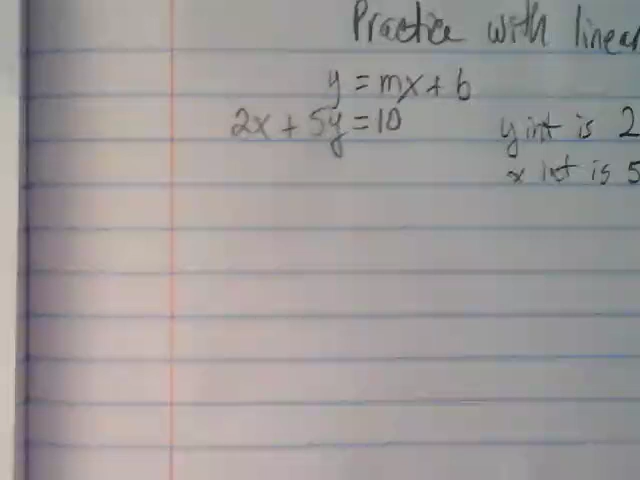 Practice with linear
y = mx + b
2x + 5y = 10
y int is 2
x int is 5